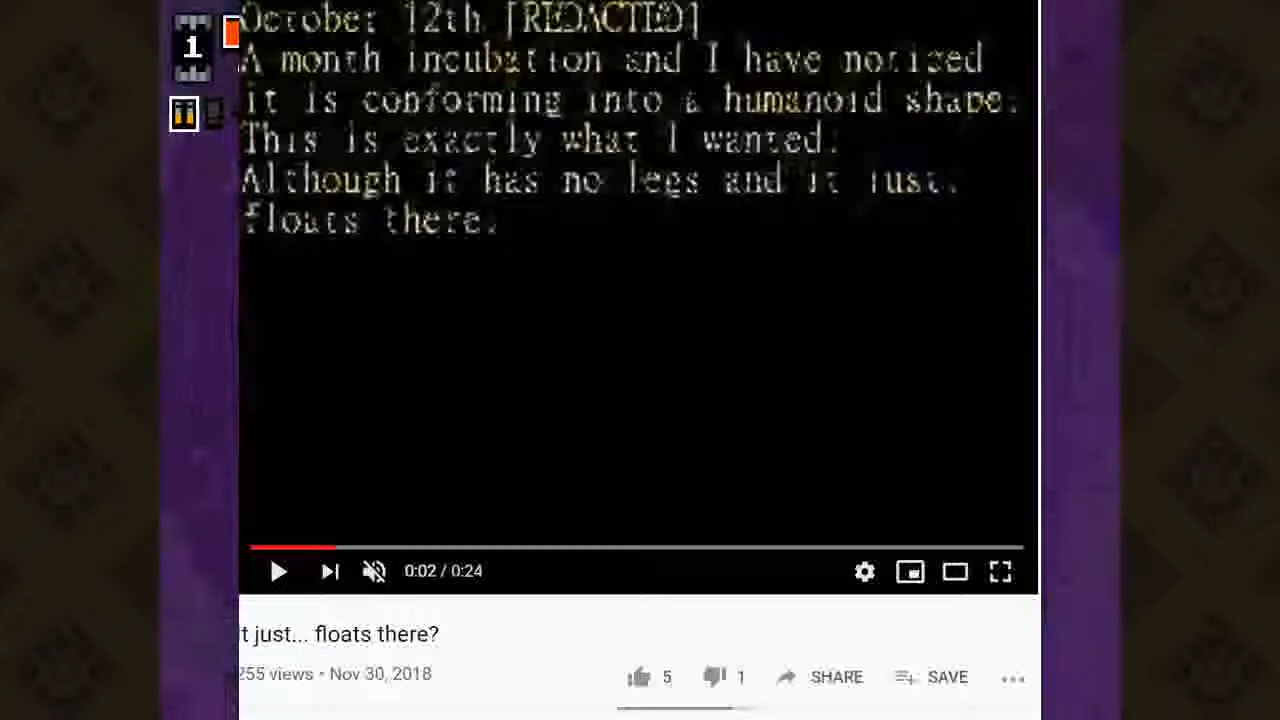 1
October 12th [REDACTED]
A month incubation and I have noticed
it is conforming into a humanoid shape.
This is exactly what I wanted.
Although it has no legs and it just.
floats there.
0:02 / 0:24
t just... floats there?
255 views • Nov 30, 2018
5 1 SHARE SAVE